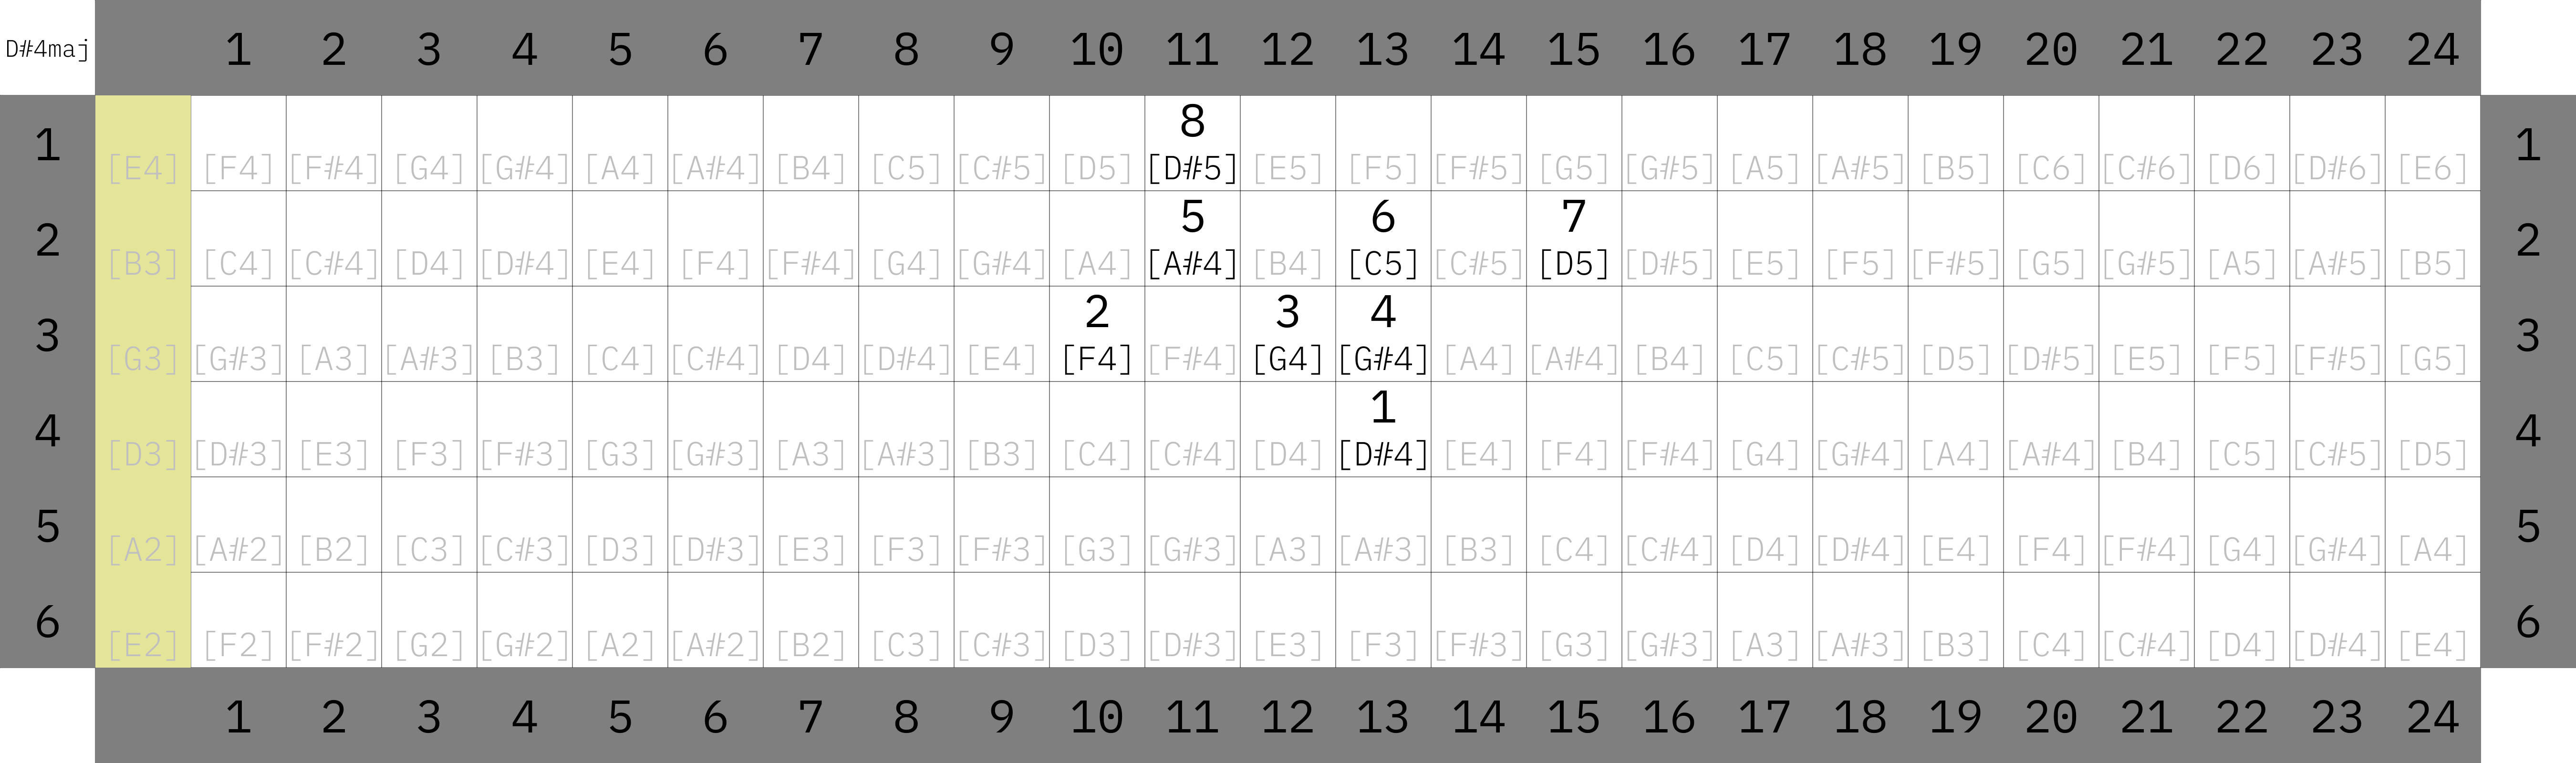 D#4maj 1 2 3 4 5 6 7 8 9 10 11 12 13 14 15 16 17 18 19 20 21 22 23 24
8
1 [E4] [F4] [F#4] [G4] [G#4] [A4] [A#4] [B4] [C5] [C#5] [D5] [D#5] [E5] [F5] [F#5] [G5] [G#5] [A5] [A#5] [B5] [C6] [C#6] [D6] [D#6] [E6] 1
5 6 7
2 [B3] [C4] [C#4] [D4] [D#4] [E4] [F4] [F#4] [G4] [G#4] [A4] [A#4] [B4] [C5] [C#5] [D5] [D#5] [E5] [F5] [F#5] [G5] [G#5] [A5] [A#5] [B5] 2
2 3 4
3 [G3] [G#3] [A3] [A#3] [B3] [C4] [C#4] [D4] [D#4] [E4] [F4] [F#4] [G4] [G#4] [A4] [A#4] [B4] [C5] [C#5] [D5] [D#5] [E5] [F5] [F#5] [G5] 3
1
4 [D3] [D#3] [E3] [F3] [F#3] [G3] [G#3] [A3] [A#3] [B3] [C4] [C#4] [D4] [D#4] [E4] [F4] [F#4] [G4] [G#4] [A4] [A#4] [B4] [C5] [C#5] [D5] 4
5 [A2] [A#2] [B2] [C3] [C#3] [D3] [D#3] [E3] [F3] [F#3] [G3] [G#3] [A3] [A#3] [B3] [C4] [C#4] [D4] [D#4] [E4] [F4] [F#4] [G4] [G#4] [A4] 5
6 [E2] [F2] [F#2] [G2] [G#2] [A2] [A#2] [B2] [C3] [C#3] [D3] [D#3] [E3] [F3] [F#3] [G3] [G#3] [A3] [A#3] [B3] [C4] [C#4] [D4] [D#4] [E4] 6
1 2 3 4 5 6 7 8 9 10 11 12 13 14 15 16 17 18 19 20 21 22 23 24